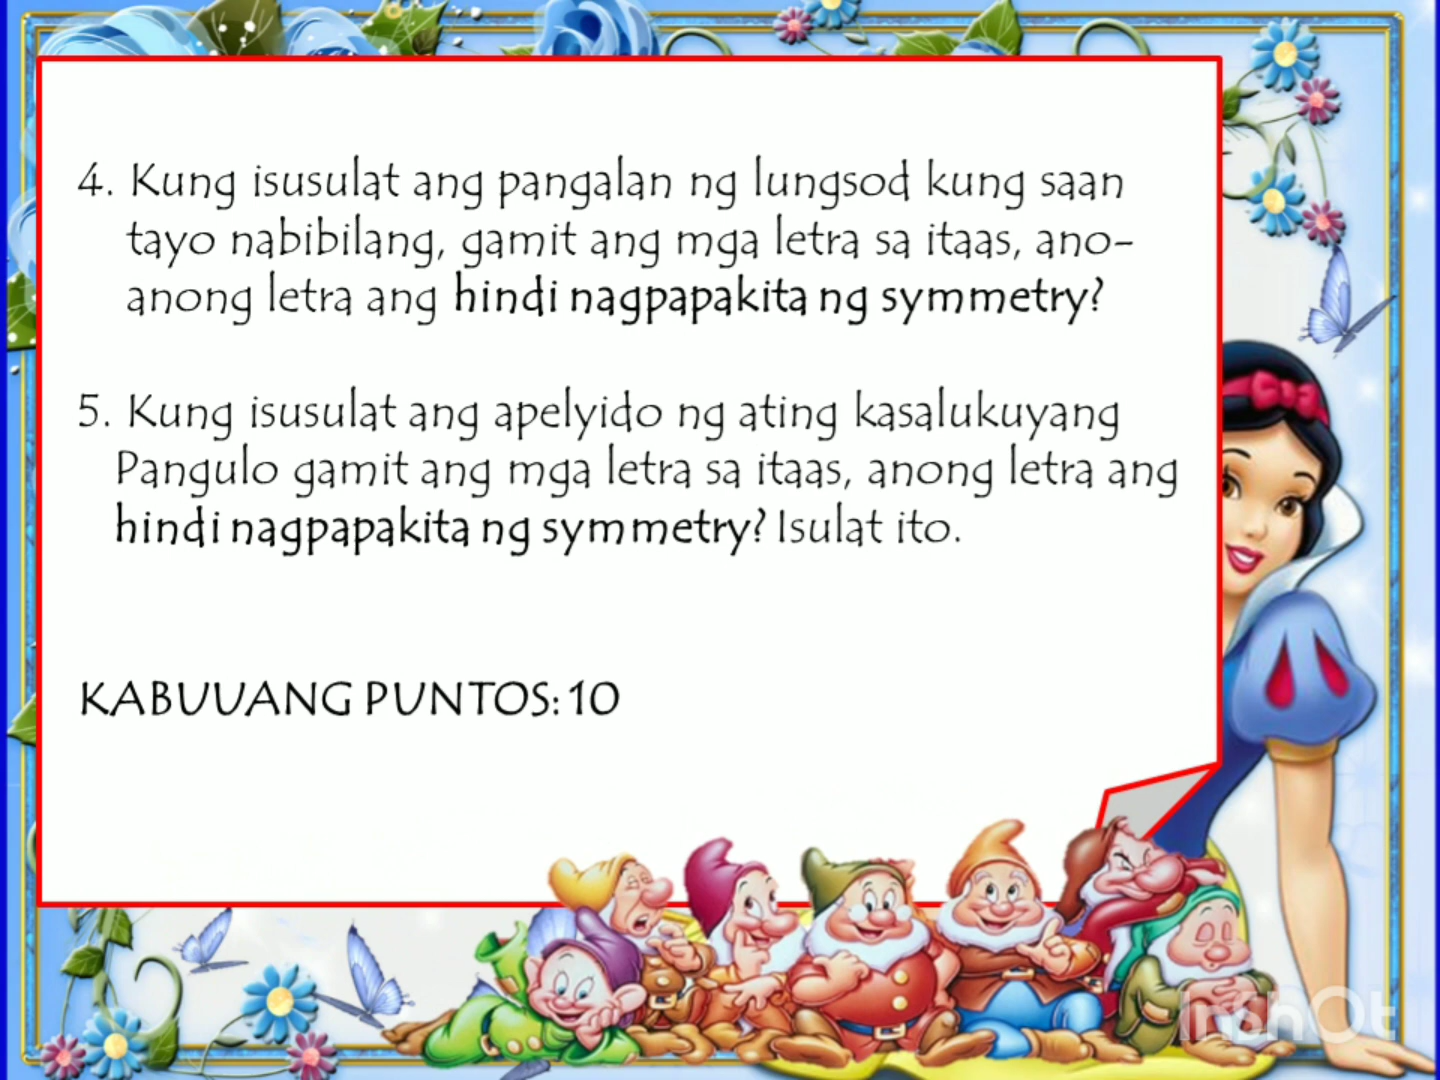 4. Kung isusulat ang pangalan ng lungsod kung saan
tayo nabibilang, gamit ang mga letra sa itaas, ano-
anong letra ang hindi nagpapakita ng symmetry?
5. Kung isusulat ang apelyido ng ating kasalukuyang
Pangulo gamit ang mga letra sa itaas, anong letra ang
hindi nagpapakita ng symmetry? Isulat ito.
KABUUANG PUNTOS: 10
InShOt